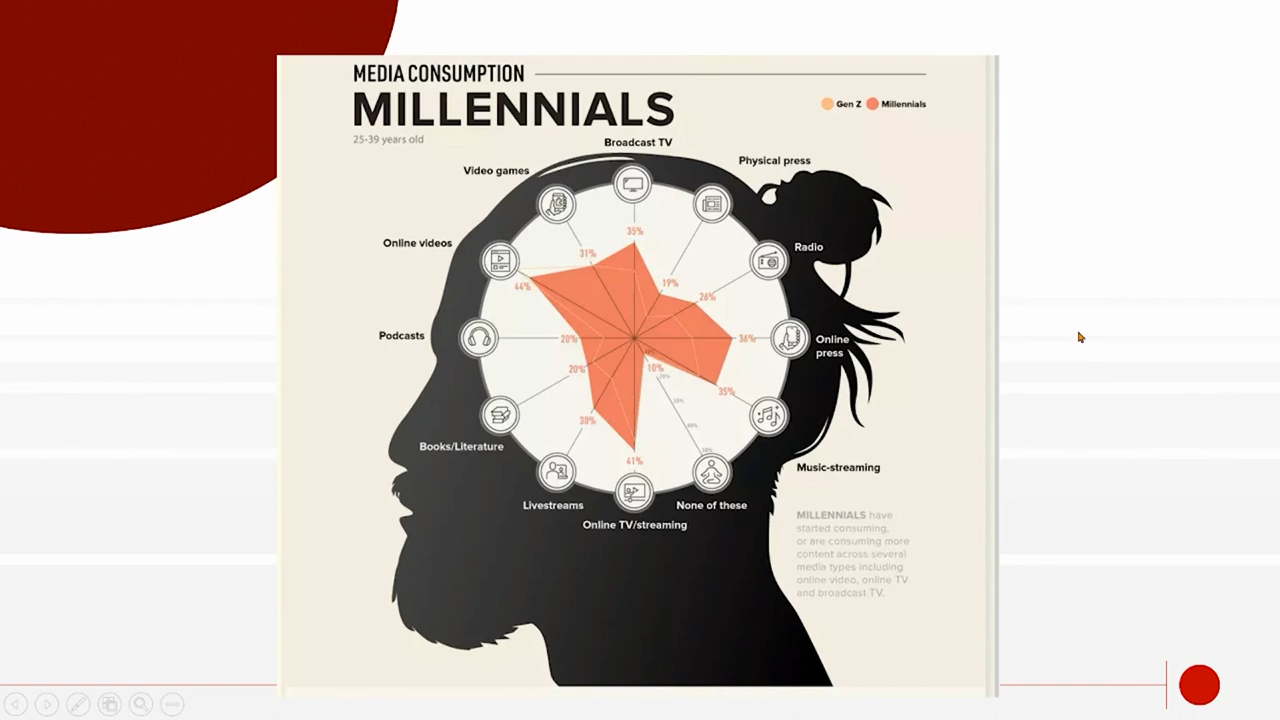 MEDIA CONSUMPTION
MILLENNIALS
25-39 years old
Gen Z
Millennials
Broadcast TV
Physical press
Video games
Online videos
Radio
35%
31%
19%
44%
26%
Podcasts
20%
36%
Online
press
20%
10%
20%
35%
30%
41%
Books/Literature
Livestreams
None of these
Online TV/streaming
Music-streaming
MILLENNIALS have
started consuming,
or are consuming more
content across several
media types including
online video, online TV
and broadcast TV.